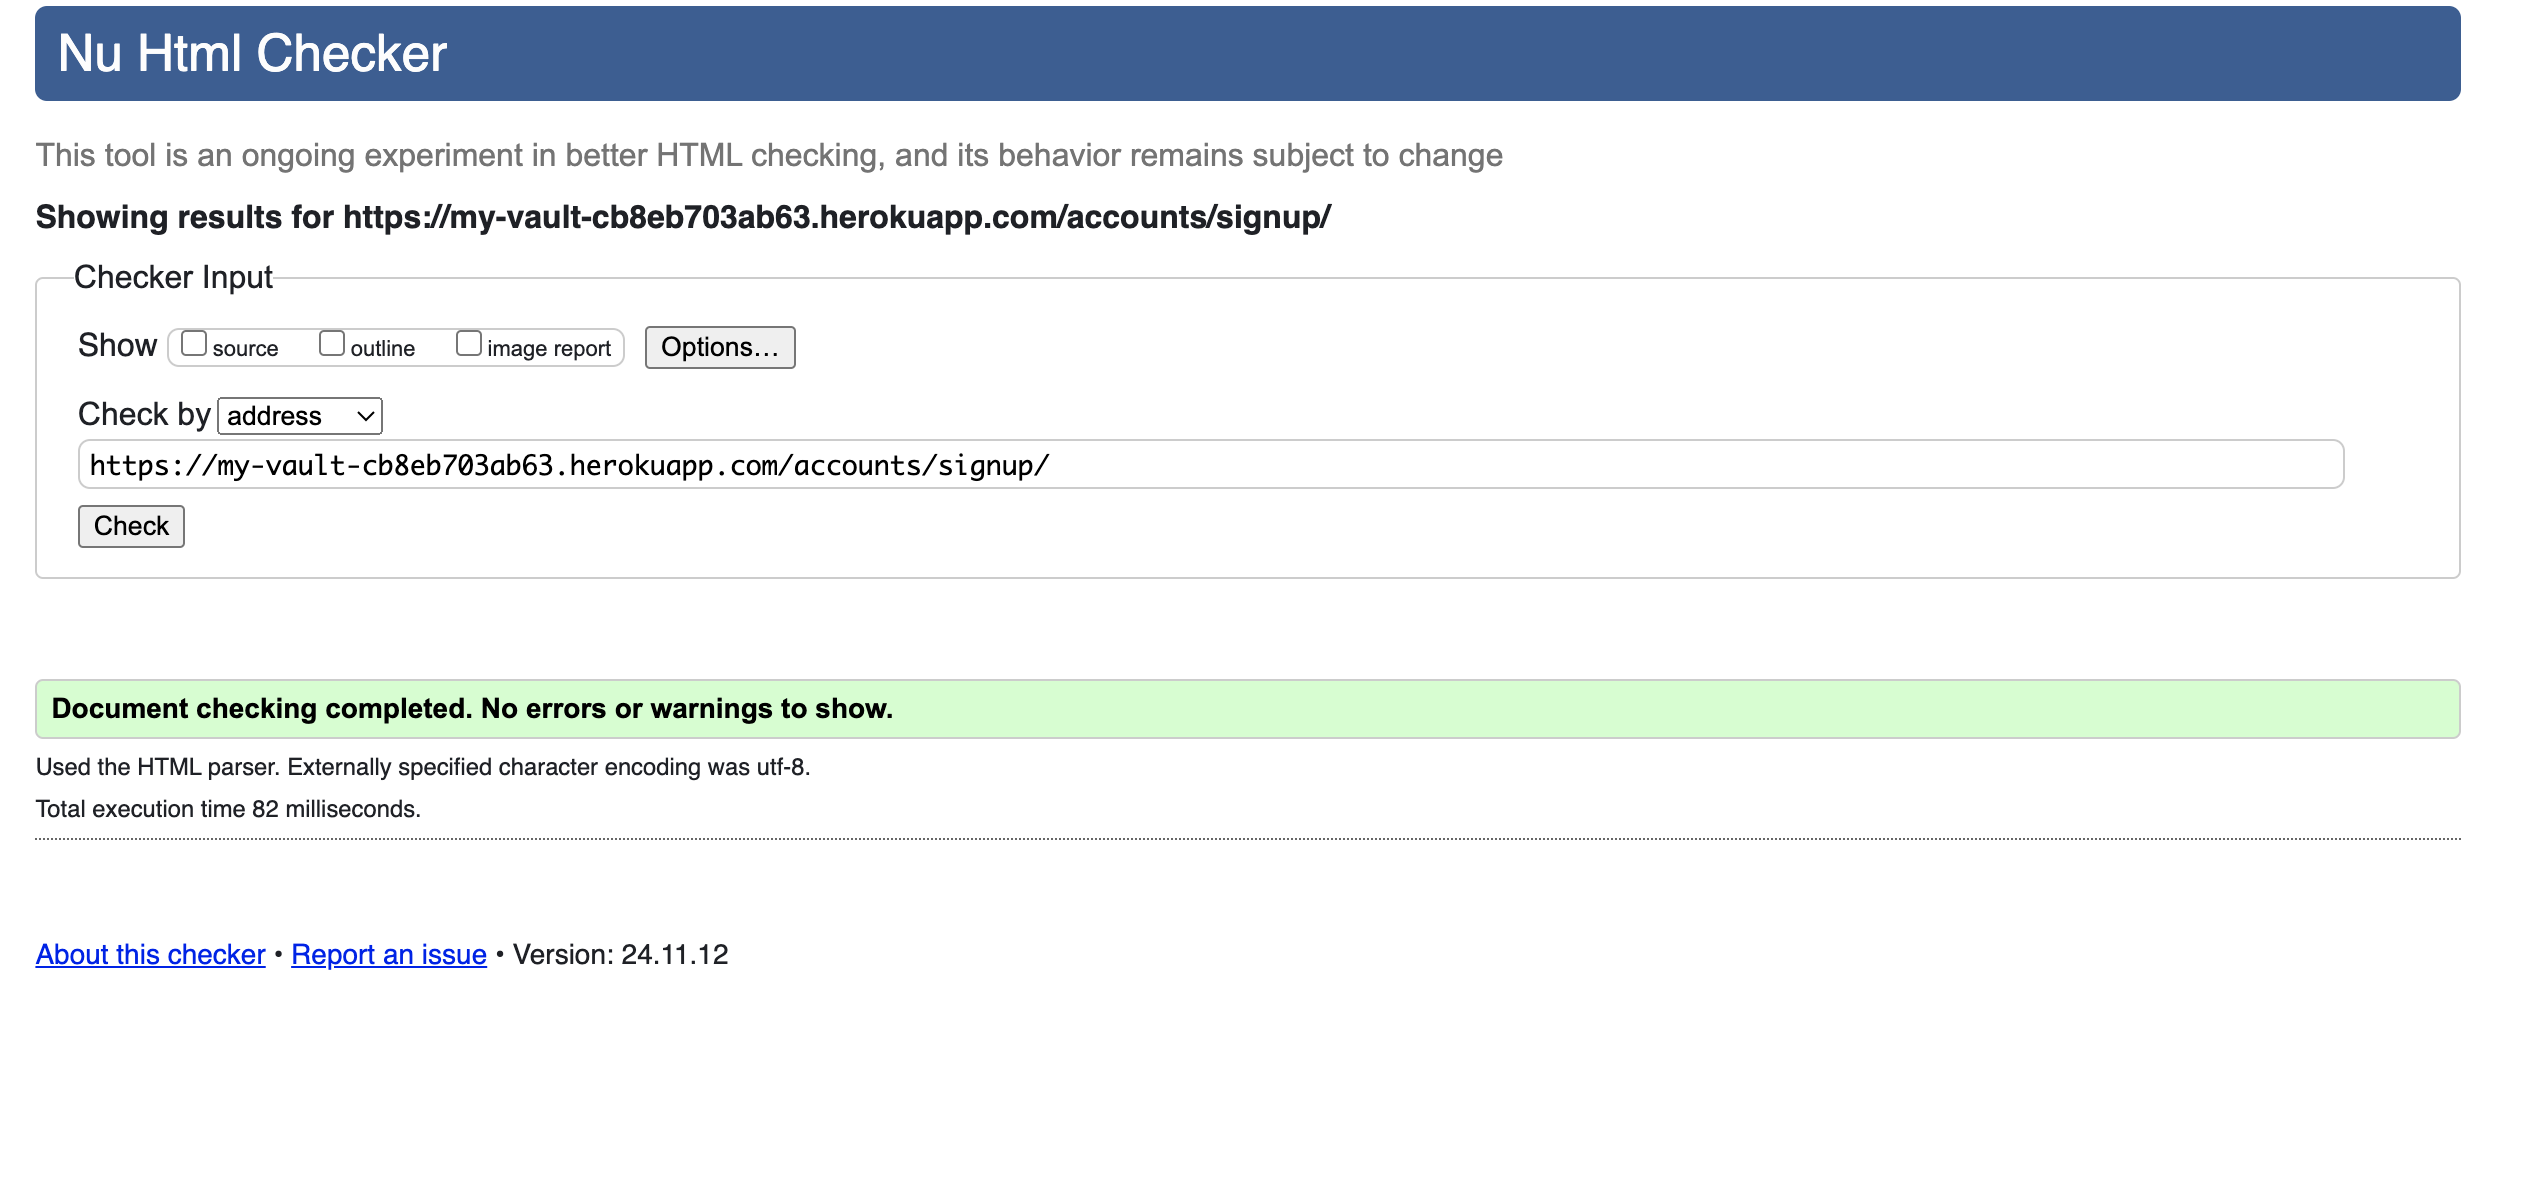 Nu Html Checker
This tool is an ongoing experiment in better HTML checking, and its behavior remains subject to change
Showing results for https://my-vault-cb8eb703ab63.herokuapp.com/accounts/signup/
Checker Input
Show source outline image report Options...
Check by address
https://my-vault-cb8eb703ab63.herokuapp.com/accounts/signup/
Check
Document checking completed. No errors or warnings to show.
Used the HTML parser. Externally specified character encoding was utf-8.
Total execution time 82 milliseconds.
About this checker • Report an issue • Version: 24.11.12